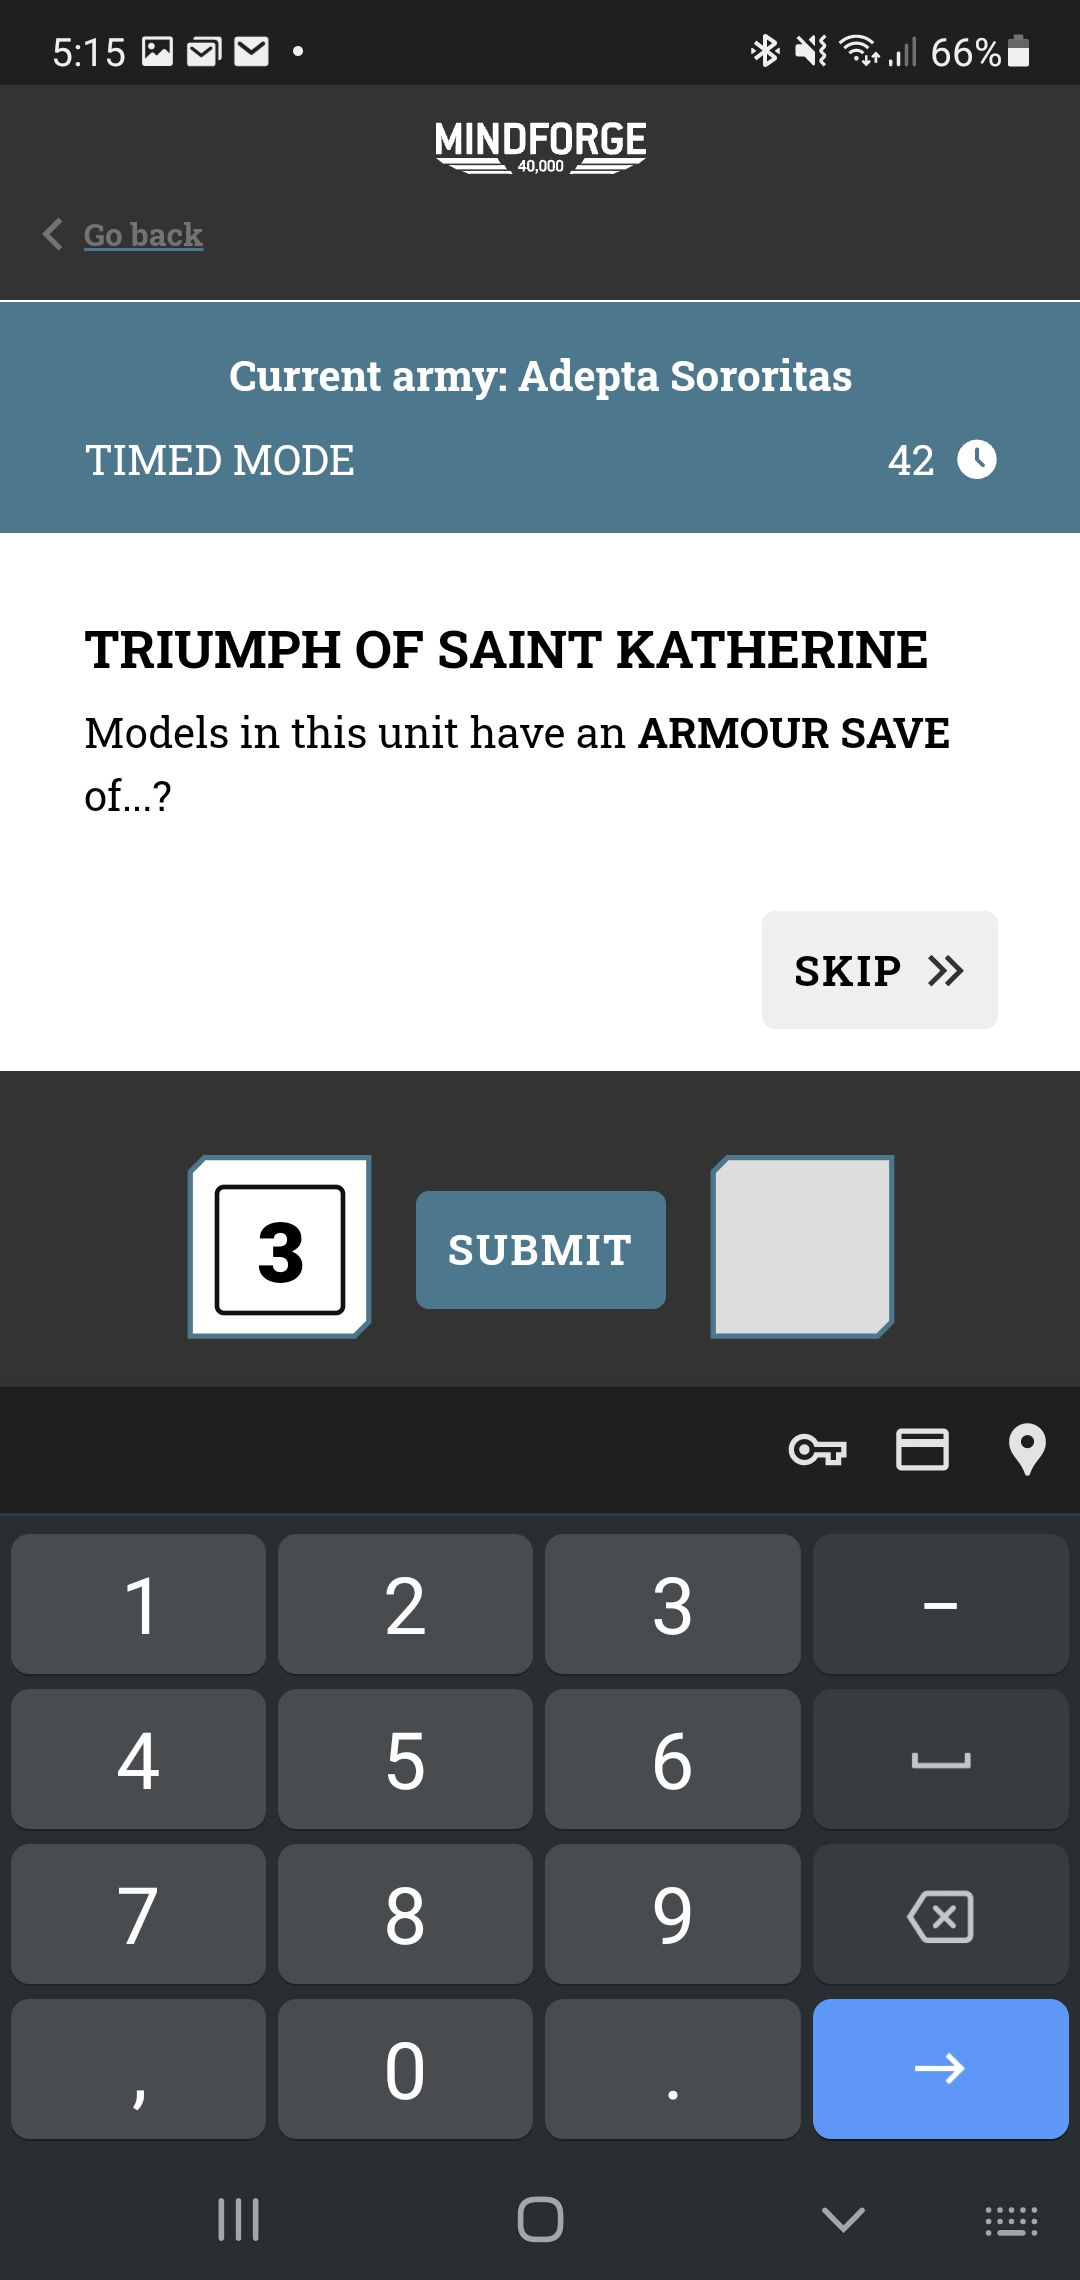 5:15
66%
MINDFORGE
40,000
Go back
Current army: Adepta Sororitas
TIMED MODE
42
TRIUMPH OF SAINT KATHERINE
Models in this unit have an ARMOUR SAVE
of...?
SKIP
3
SUBMIT
1 2 3 –
4 5 6
7 8 9
, 0 .